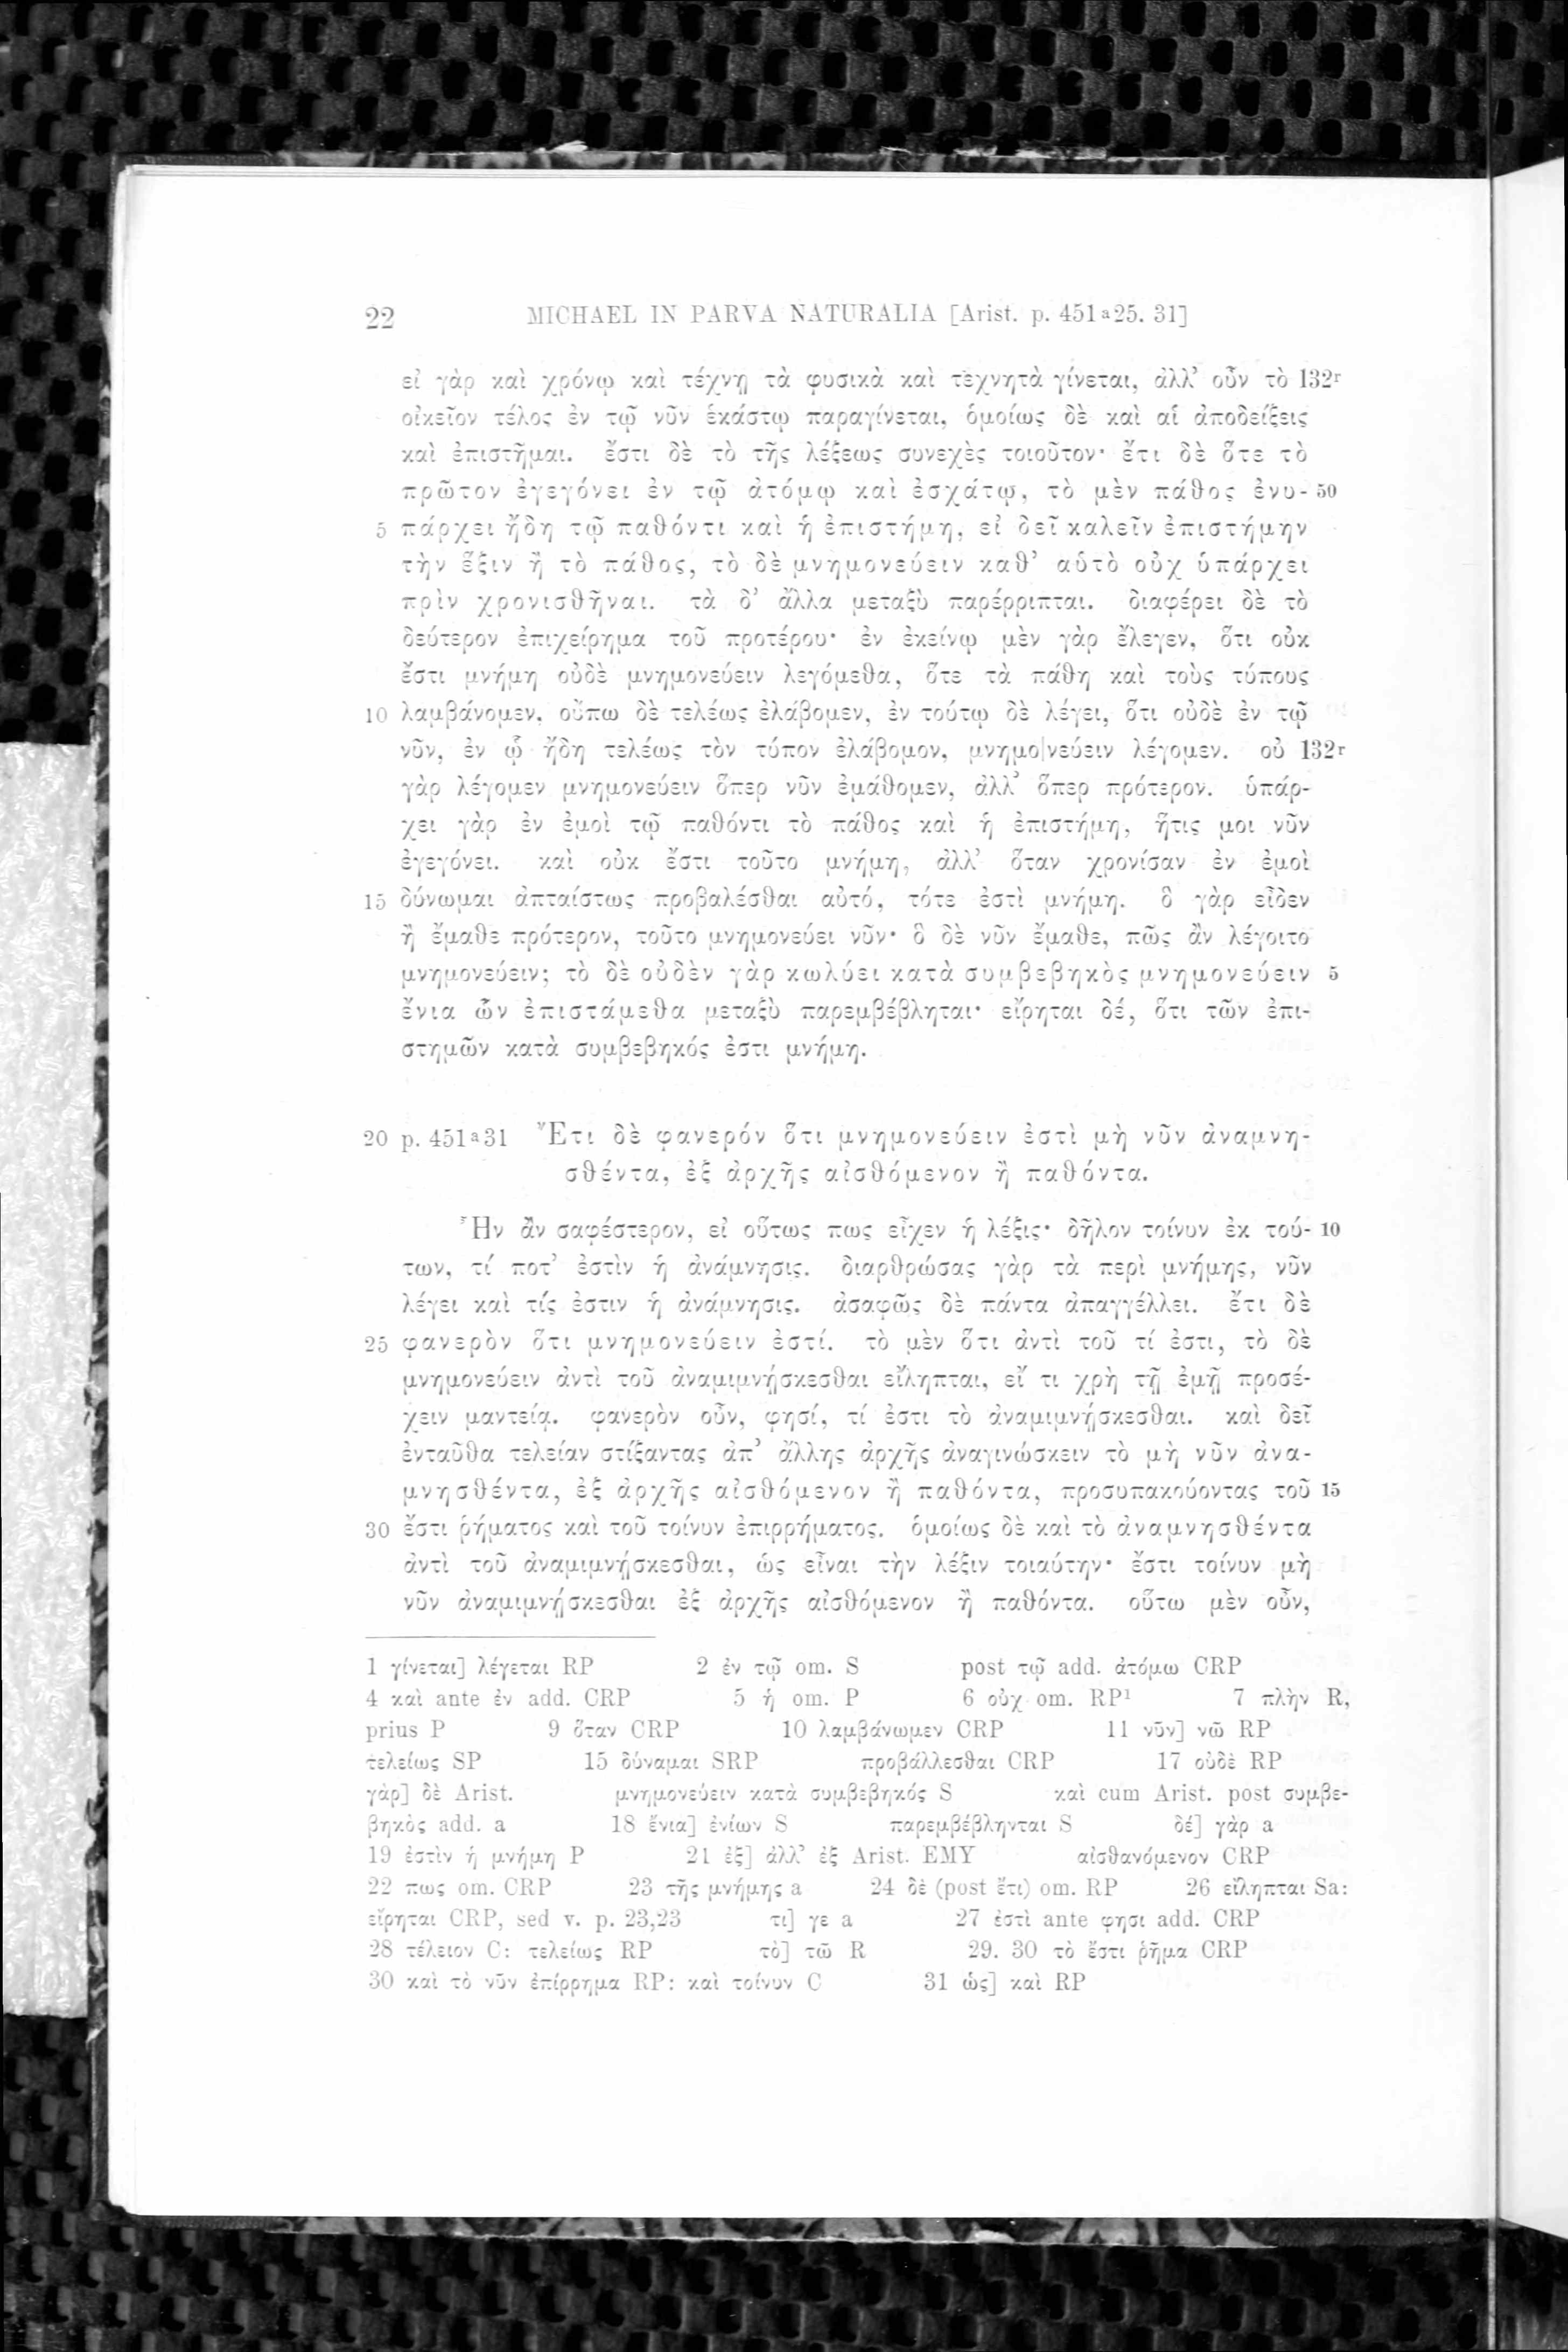 22 MICHAEL IN PARVA NATURALIA [Arist. p. 451a25. 31]
εἰ γὰρ καὶ χρόνῳ καὶ τέχνῃ τὰ φυσικὰ καὶ τεχνητὰ γίνεται, ἀλλ' οὖν τὸ 132r
οἰκεῖον τέλος ἐν τῷ νῦν ἑκάστῳ παραγίνεται, ὁμοίως δὲ καὶ αἱ ἀποδείξεις
καὶ ἐπιστῆμαι. ἔστι δὲ τὸ τῆς λέξεως συνεχὲς τοιοῦτον· ἔτι δὲ ὅτε τὸ
πρῶτον ἐγεγόνει ἐν τῷ ἀτόμῳ καὶ ἐσχάτῳ, τὸ μὲν πάθος ἐνυ- 50
5 πάρχει ἤδη τῷ παθόντι καὶ ἡ ἐπιστήμη, εἰ δεῖ καλεῖν ἐπιστήμην
τὴν ἕξιν ἢ τὸ πάθος, τὸ δὲ μνημονεύειν καθ' αὑτὸ οὐχ ὑπάρχει
πρὶν χρονισθῆναι. τὰ δ' ἄλλα μεταξὺ παρέρριπται. διαφέρει δὲ τὸ
δεύτερον ἐπιχείρημα τοῦ προτέρου· ἐν ἐκείνῳ μὲν γὰρ ἔλεγεν, ὅτι οὐκ
ἔστι μνήμη οὐδὲ μνημονεύειν λεγόμεθα, ὅτε τὰ πάθη καὶ τοὺς τύπους
10 λαμβάνομεν, οὔπω δὲ τελέως ἐλάβομεν, ἐν τούτῳ δὲ λέγει, ὅτι οὐδὲ ἐν τῷ
νῦν, ἐν ᾧ ἤδη τελέως τὸν τύπον ἐλάβομον, μνημο|νεύειν λέγομεν. οὐ 132r
γὰρ λέγομεν μνημονεύειν ὅπερ νῦν ἐμάθομεν, ἀλλ' ὅπερ πρότερον. ὑπάρ-
χει γὰρ ἐν ἐμοὶ τῷ παθόντι τὸ πάθος καὶ ἡ ἐπιστήμη, ἥτις μοι νῦν
ἐγεγόνει. καὶ οὐκ ἔστι τοῦτο μνήμη, ἀλλ' ὅταν χρονίσαν ἐν ἐμοὶ
15 δύνωμαι ἀπταίστως προβαλέσθαι αὐτό, τότε ἐστὶ μνήμη. ὃ γὰρ εἶδεν
ἢ ἔμαθε πρότερον, τοῦτο μνημονεύει νῦν· ὃ δὲ νῦν ἔμαθε, πῶς ἂν λέγοιτο
μνημονεύειν; τὸ δὲ οὐδὲν γὰρ κωλύει κατὰ συμβεβηκὸς μνημονεύειν 5
ἔνια ὧν ἐπιστάμεθα μεταξὺ παρεμβέβληται· εἴρηται δέ, ὅτι τῶν ἐπι-
στημῶν κατὰ συμβεβηκός ἐστι μνήμη.
20 p. 451a31 Ἔτι δὲ φανερόν ὅτι μνημονεύειν ἐστὶ μὴ νῦν ἀναμνη-
σθέντα, ἐξ ἀρχῆς αἰσθόμενον ἢ παθόντα.
Ἦν ἂν σαφέστερον, εἰ οὕτως πως εἶχεν ἡ λέξις· δῆλον τοίνυν ἐκ τού- 10
των, τί ποτ' ἐστὶν ἡ ἀνάμνησις. διαρθρώσας γὰρ τὰ περὶ μνήμης, νῦν
λέγει καὶ τίς ἐστιν ἡ ἀνάμνησις. ἀσαφῶς δὲ πάντα ἀπαγγέλλει. ἔτι δὲ
25 φανερὸν ὅτι μνημονεύειν ἐστί. τὸ μὲν ὅτι ἀντὶ τοῦ τί ἐστι, τὸ δὲ
μνημονεύειν ἀντὶ τοῦ ἀναμιμνῄσκεσθαι εἴληπται, εἴ τι χρὴ τῇ ἐμῇ προσέ-
χειν μαντείᾳ. φανερὸν οὖν, φησί, τί ἐστι τὸ ἀναμιμνῄσκεσθαι. καὶ δεῖ
ἐνταῦθα τελείαν στίξαντας ἀπ' ἄλλης ἀρχῆς ἀναγινώσκειν τὸ μὴ νῦν ἀνα-
μνησθέντα, ἐξ ἀρχῆς αἰσθόμενον ἢ παθόντα, προσυπακούοντας τοῦ 15
30 ἔστι ῥήματος καὶ τοῦ τοίνυν ἐπιρρήματος. ὁμοίως δὲ καὶ τὸ ἀναμνησθέντα
ἀντὶ τοῦ ἀναμιμνῄσκεσθαι, ὡς εἶναι τὴν λέξιν τοιαύτην· ἔστι τοίνυν μὴ
νῦν ἀναμιμνῄσκεσθαι ἐξ ἀρχῆς αἰσθόμενον ἢ παθόντα. οὕτω μὲν οὖν,
1 γίνεται] λέγεται RP 2 ἐν τῷ om. S post τῷ add. ἀτόμω CRP
4 καὶ ante ἐν add. CRP 5 ἡ om. P 6 οὐχ om. RP¹ 7 πλὴν R,
prius P 9 ὅταν CRP 10 λαμβάνωμεν CRP 11 νῦν] νῶ RP
τελείως SP 15 δύναμαι SRP προβάλλεσθαι CRP 17 οὐδὲ RP
γὰρ] δὲ Arist. μνημονεύειν κατὰ συμβεβηκός S καὶ cum Arist. post συμβε-
βηκὸς add. a 18 ἔνια] ἐνίων S παρεμβέβληνται S δέ] γὰρ a
19 ἐστὶν ἡ μνήμη P 21 ἐξ] ἀλλ' ἐξ Arist. EMY αἰσθανόμενον CRP
22 πως om. CRP 23 τῆς μνήμης a 24 δὲ (post ἔτι) om. RP 26 εἴληπται Sa:
εἴρηται CRP, sed v. p. 23,23 τι] γε a 27 ἐστὶ ante φησι add. CRP
28 τέλειον C: τελείως RP τὸ] τῶ R 29. 30 τὸ ἔστι ῥῆμα CRP
30 καὶ τὸ νῦν ἐπίρρημα RP: καὶ τοίνυν C 31 ὡς] καὶ RP